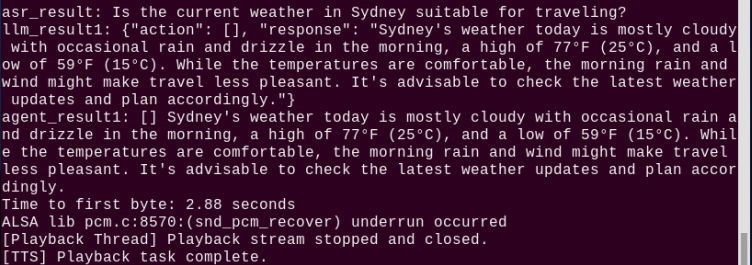 asr_result: Is the current weather in Sydney suitable for traveling?
llm_result1: {"action": [], "response": "Sydney's weather today is mostly cloudy
 with occasional rain and drizzle in the morning, a high of 77°F (25°C), and a l
ow of 59°F (15°C). While the temperatures are comfortable, the morning rain and 
wind might make travel less pleasant. It's advisable to check the latest weather
 updates and plan accordingly."}
agent_result1: [] Sydney's weather today is mostly cloudy with occasional rain a
nd drizzle in the morning, a high of 77°F (25°C), and a low of 59°F (15°C). Whil
e the temperatures are comfortable, the morning rain and wind might make travel 
less pleasant. It's advisable to check the latest weather updates and plan accor
dingly.
Time to first byte: 2.88 seconds
ALSA lib pcm.c:8570:(snd_pcm_recover) underrun occurred
[Playback Thread] Playback stream stopped and closed.
[TTS] Playback task complete.